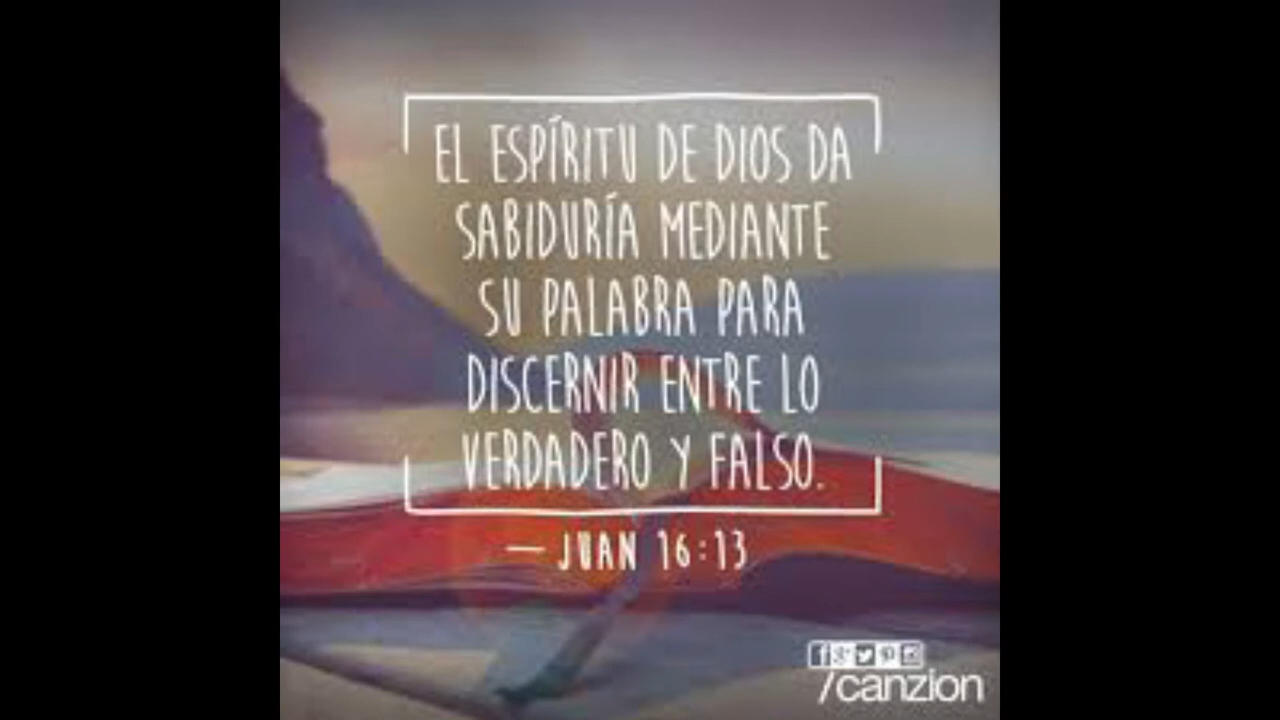 EL ESPÍRITU DE DIOS DA
SABIDURÍA MEDIANTE
SU PALABRA PARA
DISCERNIR ENTRE LO
VERDADERO Y FALSO.
— JUAN 16:13
/canzion